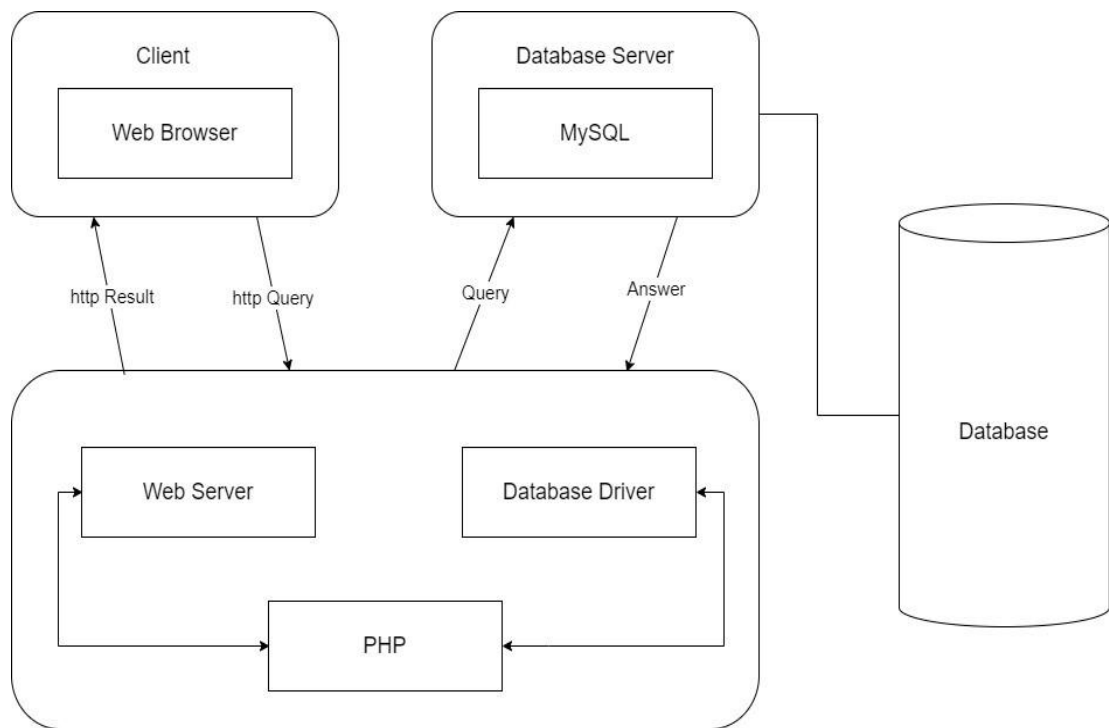 Client
Web Browser
Database Server
MySQL
http Result
http Query
Query
Answer
Web Server
Database Driver
PHP
Database